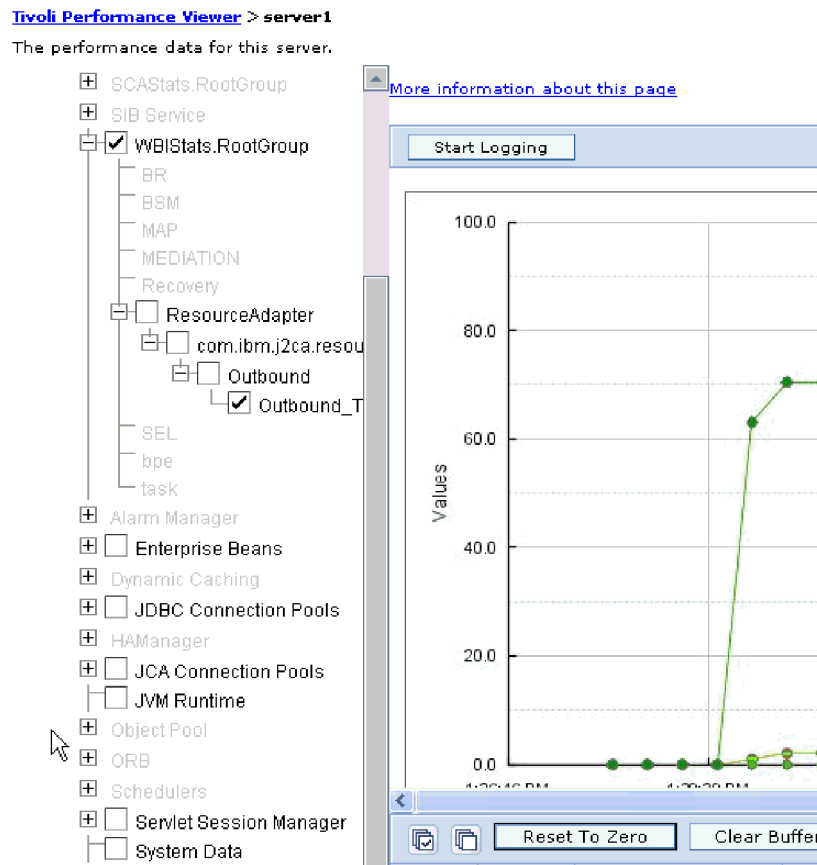 Tivoli Performance Viewer > server1
The performance data for this server.
SCAStats.RootGroup
SIB Service
WBIStats.RootGroup
BR
BSM
MAP
MEDIATION
Recovery
ResourceAdapter
com.ibm.j2ca.resou
Outbound
Outbound_T
SEL
bpe
task
Alarm Manager
Enterprise Beans
Dynamic Caching
JDBC Connection Pools
HAManager
JCA Connection Pools
JVM Runtime
Object Pool
ORB
Schedulers
Servlet Session Manager
System Data
More information about this page
Start Logging
100.0
80.0
60.0
40.0
20.0
0.0
Values
Reset To Zero
Clear Buffer